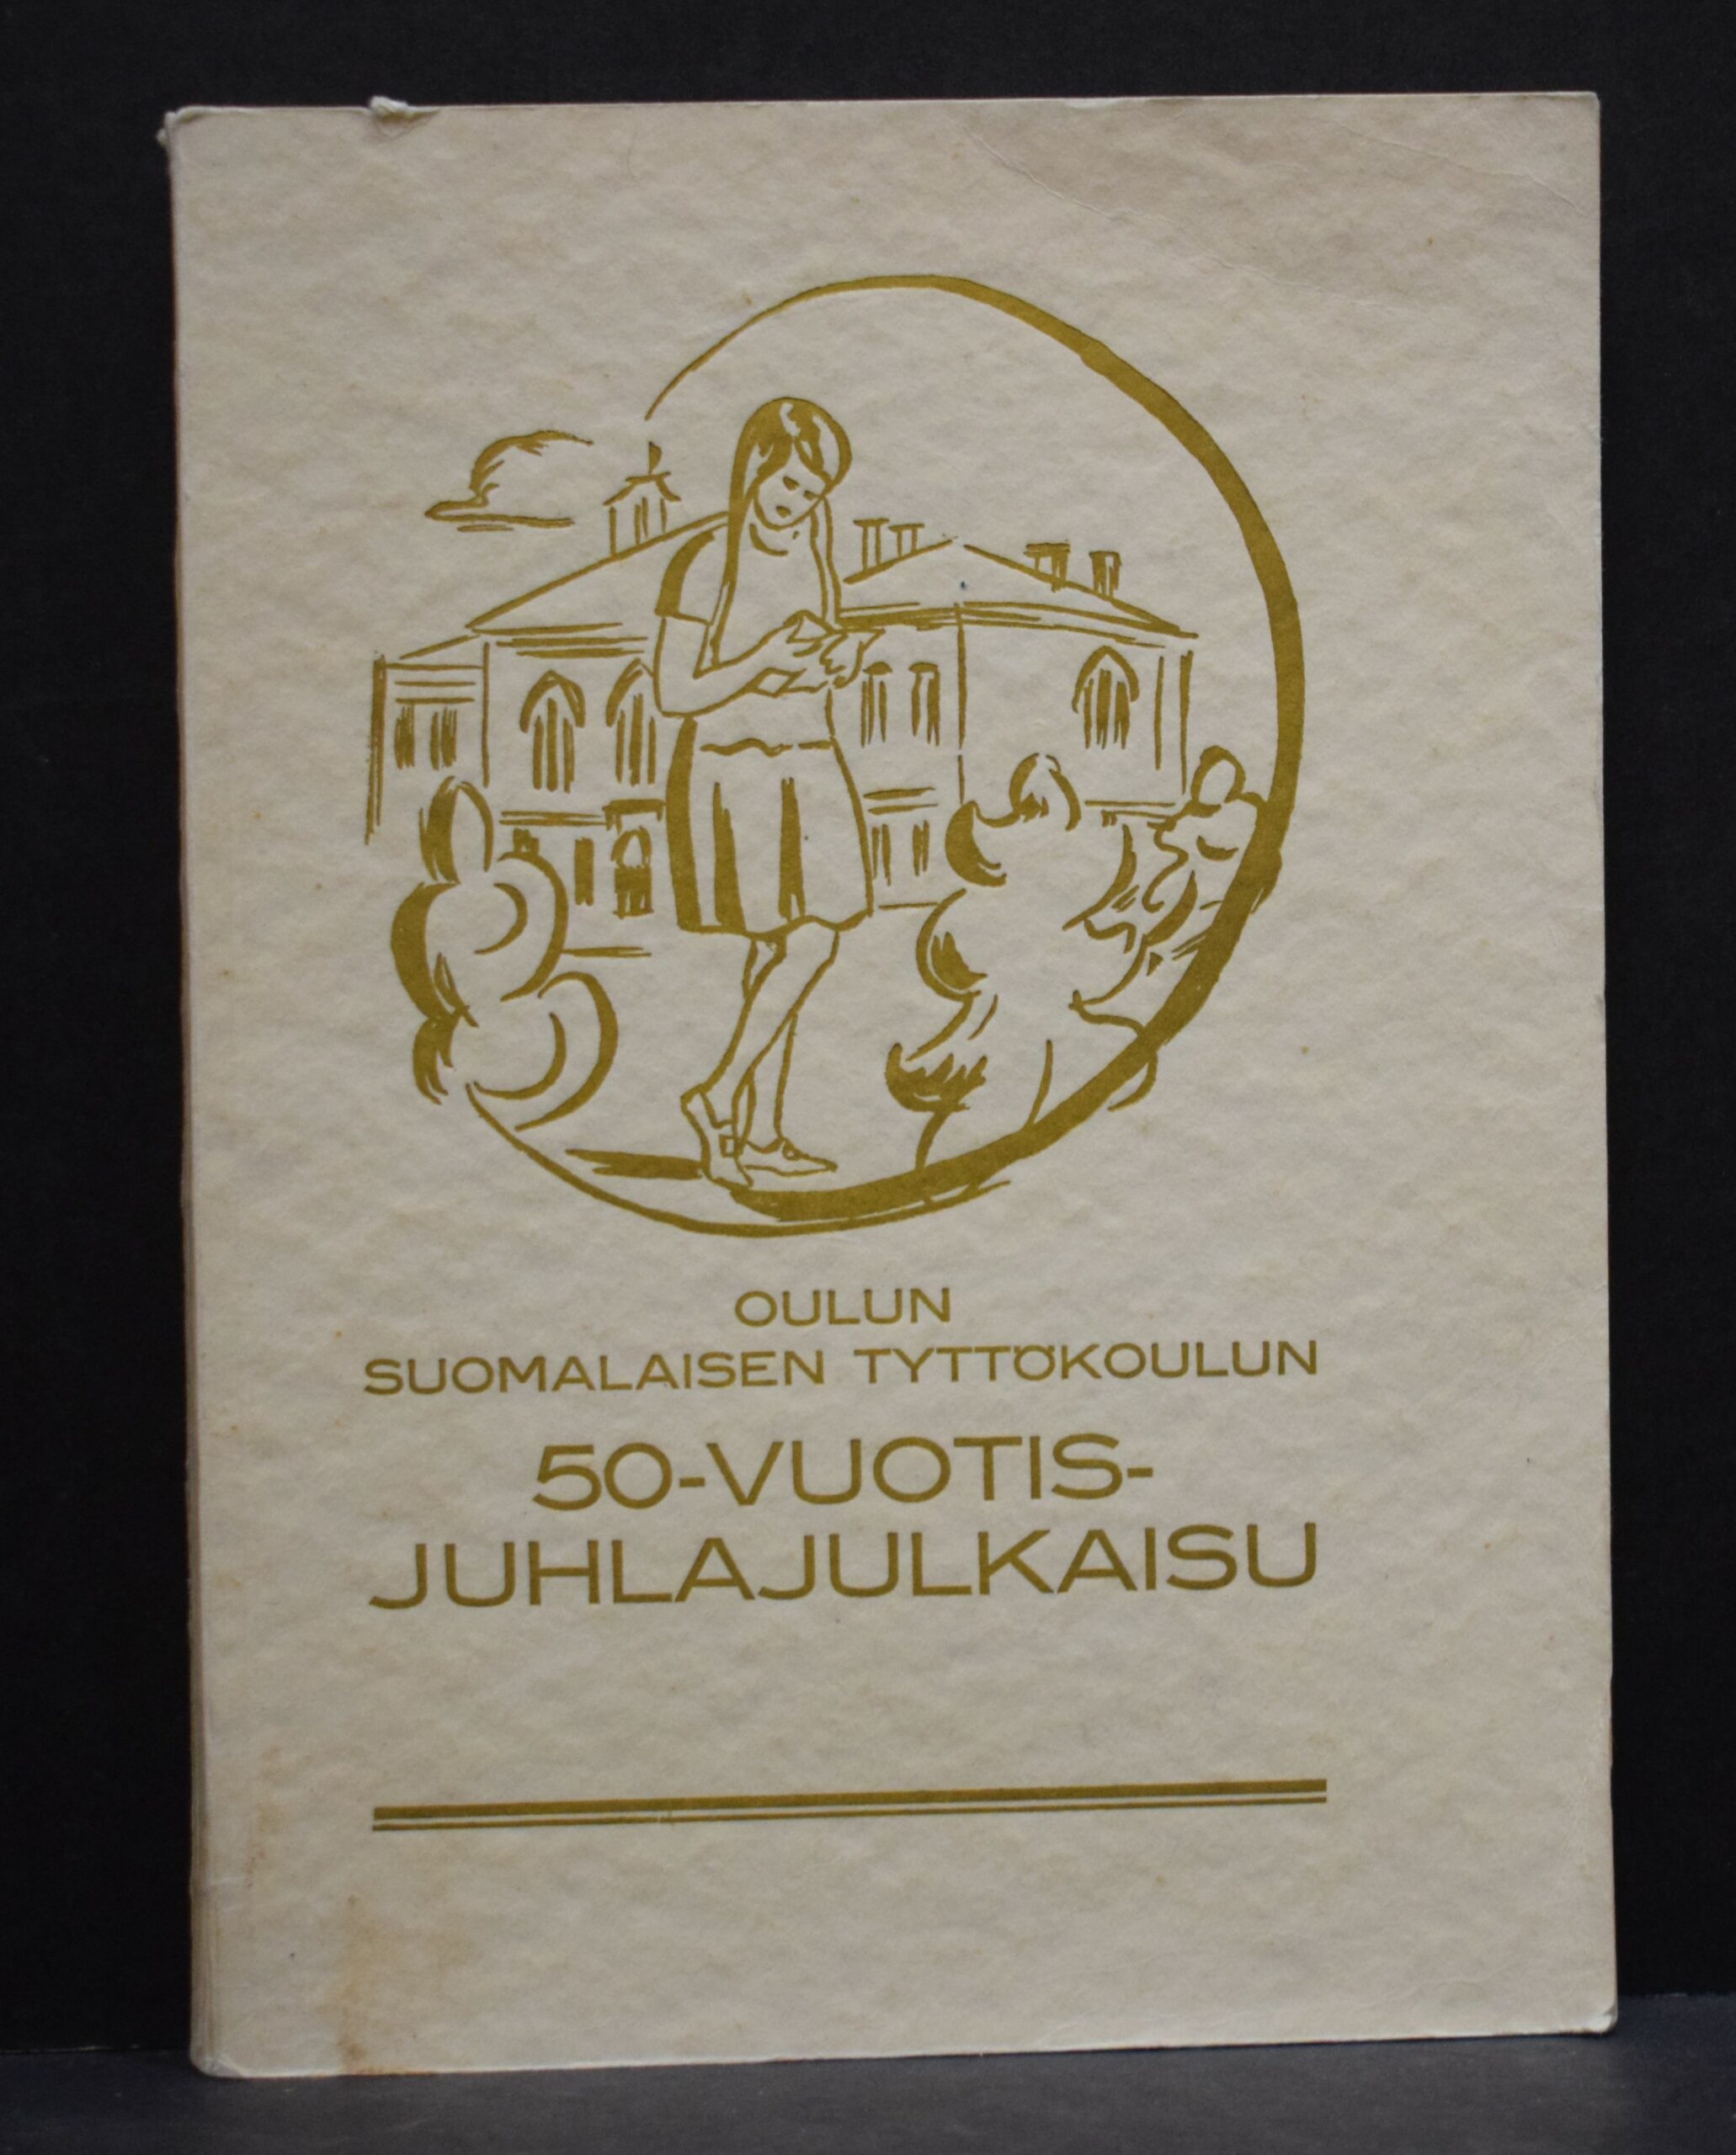 OULUN
SUOMALAISEN TYTTÖKOULUN
50-VUOTIS-
JUHLAJULKAISU